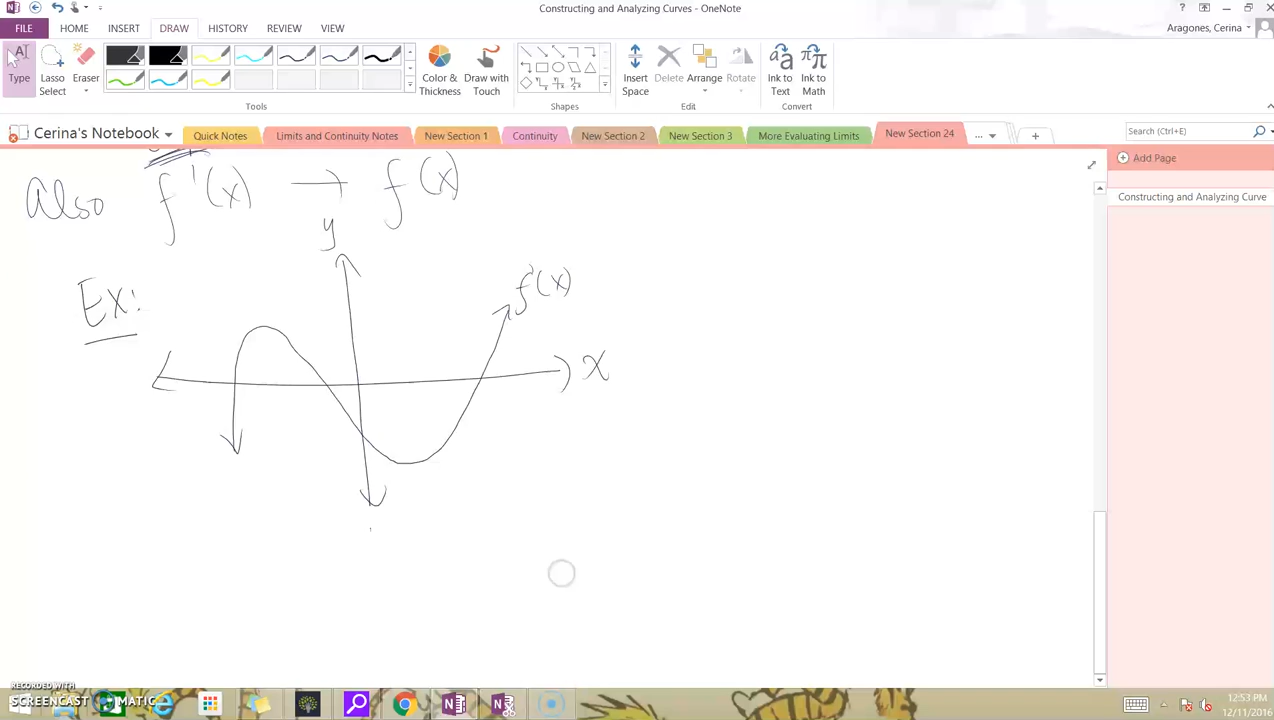 Constructing and Analyzing Curves - OneNote
FILE HOME INSERT DRAW HISTORY REVIEW VIEW
Aragones, Cerina
Type Lasso Select Eraser
Color & Thickness Draw with Touch
Insert Space Delete Arrange Rotate
Ink to Text Ink to Math
Tools Shapes Edit Convert
Cerina's Notebook Quick Notes Limits and Continuity Notes New Section 1 Continuity New Section 2 New Section 3 More Evaluating Limits New Section 24 ...
Search (Ctrl+E)
Add Page
Constructing and Analyzing Curve
Also f'(x) → f(x)
y
Ex:
f'(x)
x
RECORDED WITH
SCREENCAST MATIC
12:53 PM
12/11/2016